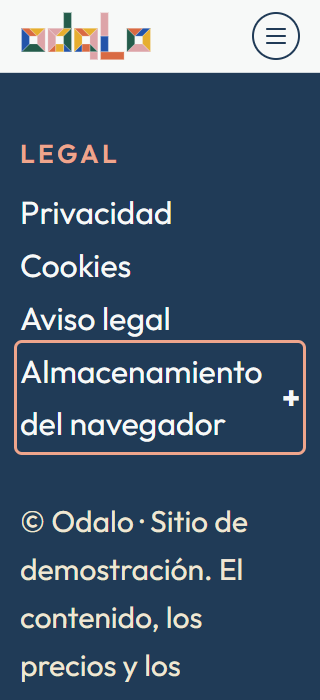 odalo
LEGAL
Privacidad
Cookies
Aviso legal
Almacenamiento
del navegador
+
© Odalo · Sitio de
demostración. El
contenido, los
precios y los